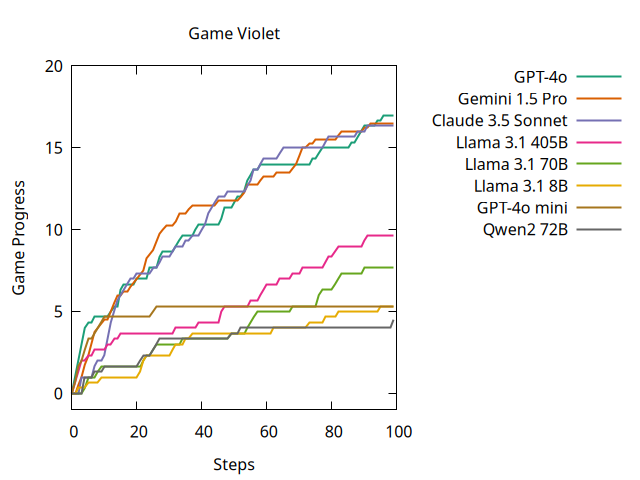 Game Violet
20
15
10
5
0
Game Progress
0 20 40 60 80 100
Steps
GPT-4o
Gemini 1.5 Pro
Claude 3.5 Sonnet
Llama 3.1 405B
Llama 3.1 70B
Llama 3.1 8B
GPT-4o mini
Qwen2 72B